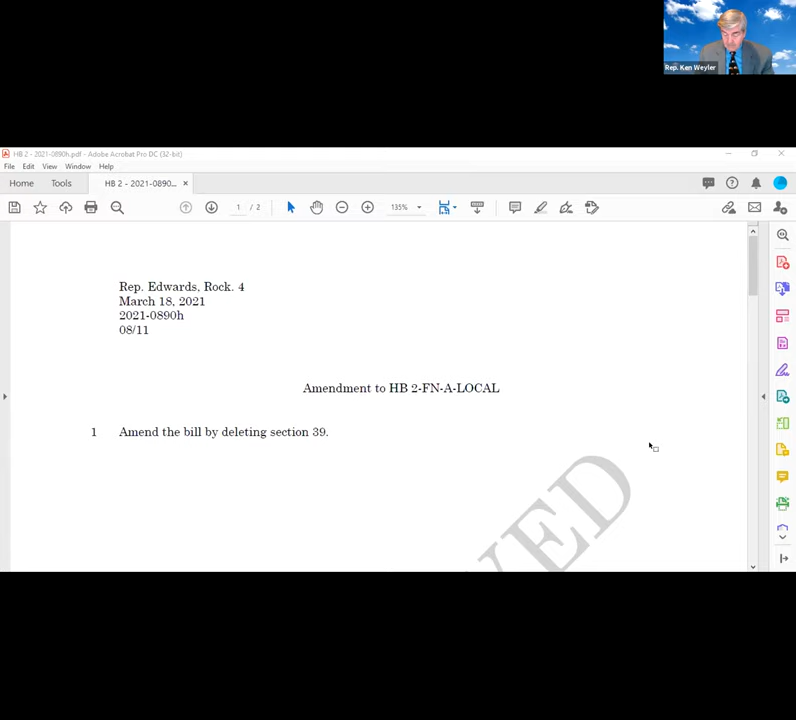 Rep. Ken Weyler
HB 2 - 2021-0890h.pdf - Adobe Acrobat Pro DC (32-bit)
File Edit View Window Help
Home Tools HB 2 - 2021-0890... ×
1 / 2 135%
Rep. Edwards, Rock. 4
March 18, 2021
2021-0890h
08/11
Amendment to HB 2-FN-A-LOCAL
1 Amend the bill by deleting section 39.